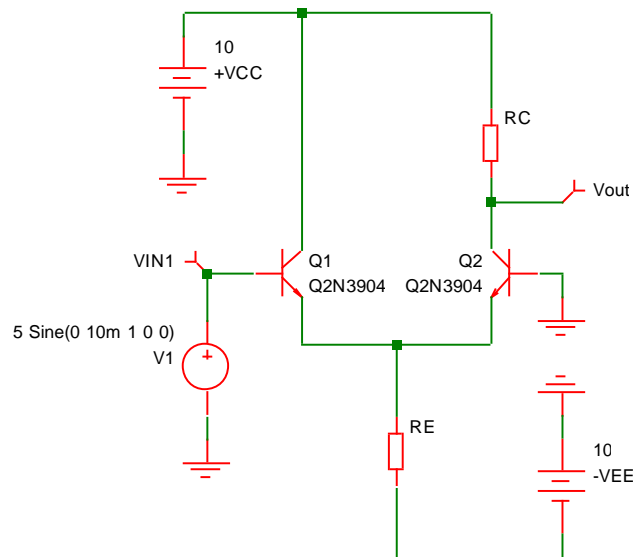 10
+VCC
RC
Vout
VIN1
Q1
Q2N3904
Q2
Q2N3904
5 Sine(0 10m 1 0 0)
V1
RE
10
-VEE